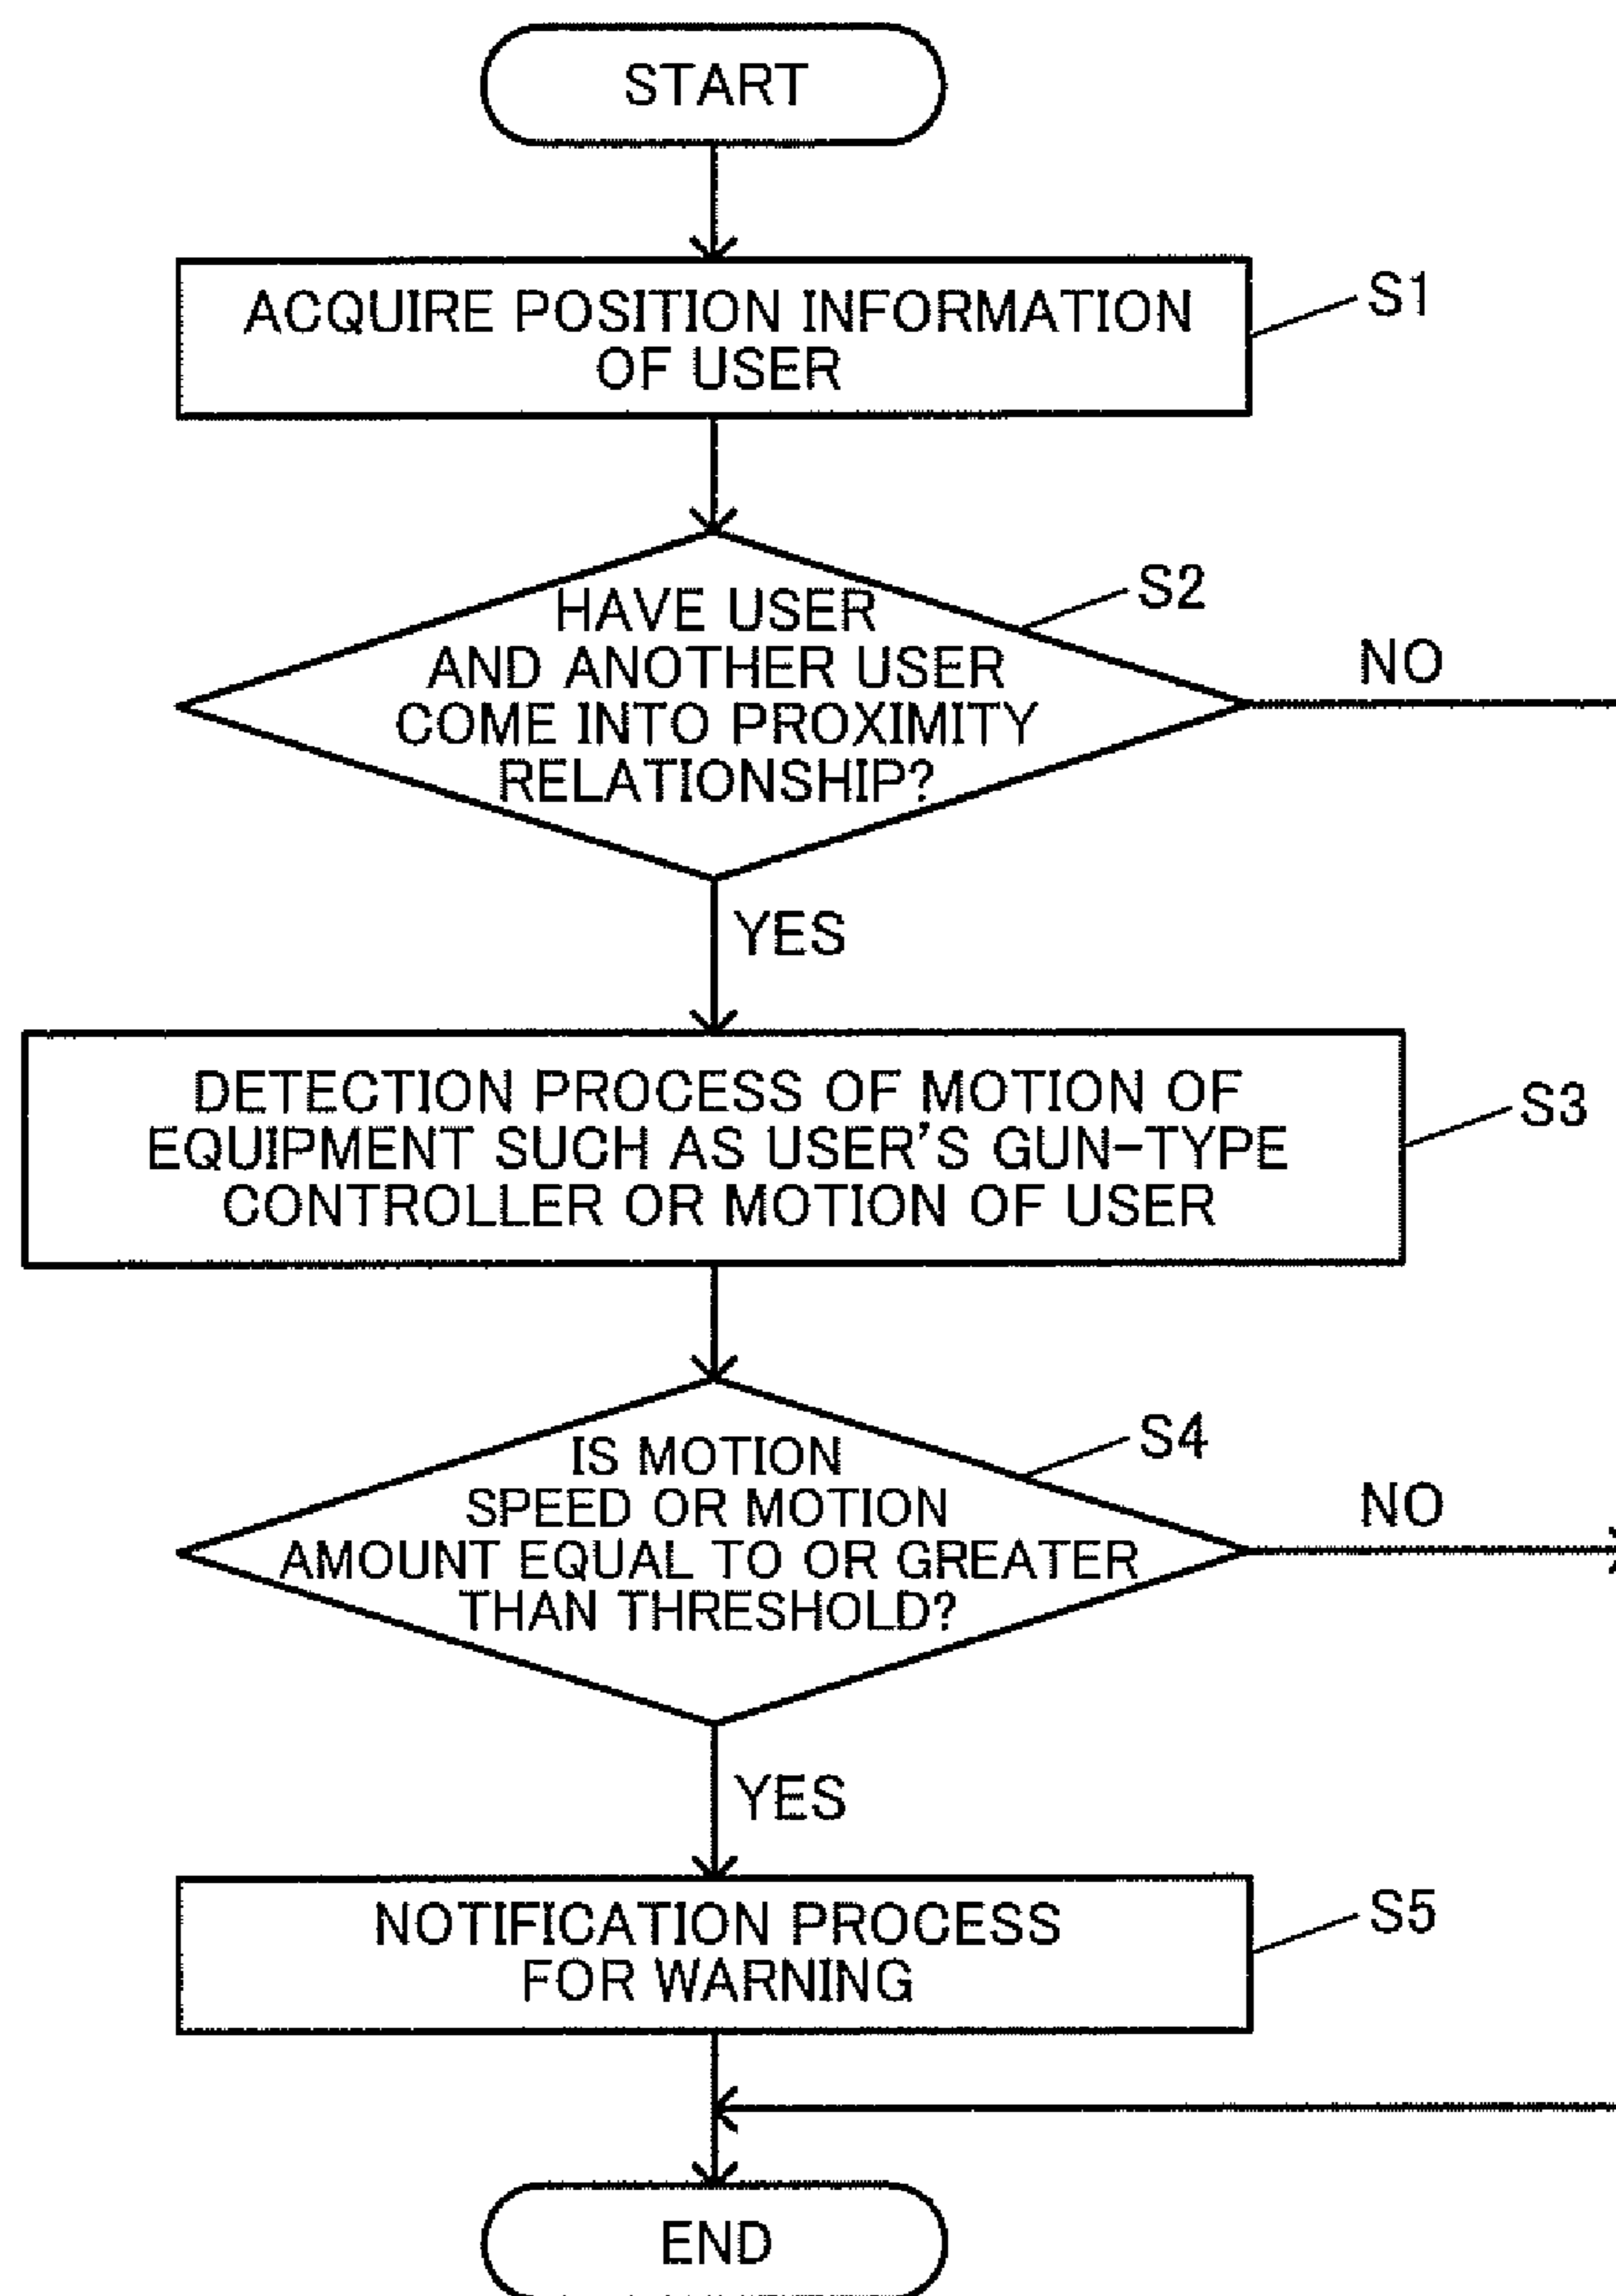 START
ACQUIRE POSITION INFORMATION
OF USER
S1
HAVE USER
AND ANOTHER USER
COME INTO PROXIMITY
RELATIONSHIP?
S2
NO
YES
DETECTION PROCESS OF MOTION OF
EQUIPMENT SUCH AS USER'S GUN-TYPE
CONTROLLER OR MOTION OF USER
S3
IS MOTION
SPEED OR MOTION
AMOUNT EQUAL TO OR GREATER
THAN THRESHOLD?
S4
NO
YES
NOTIFICATION PROCESS
FOR WARNING
S5
END